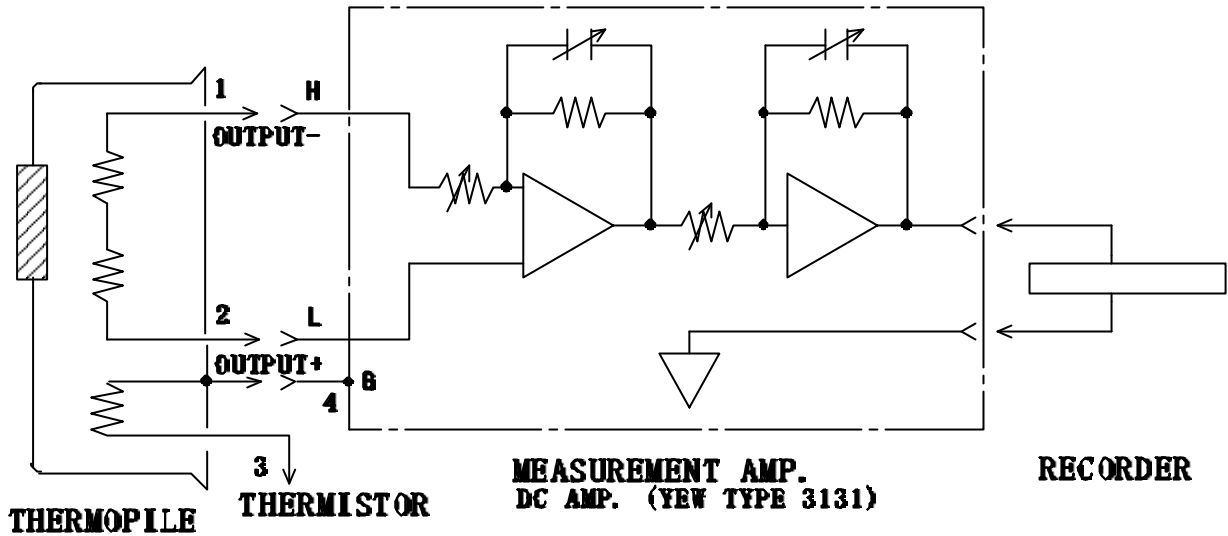 1
H
OUTPUT-
2
L
OUTPUT+
4
G
3
THERMISTOR
THERMOPILE
MEASUREMENT AMP.
DC AMP. (YEW TYPE 3131)
RECORDER